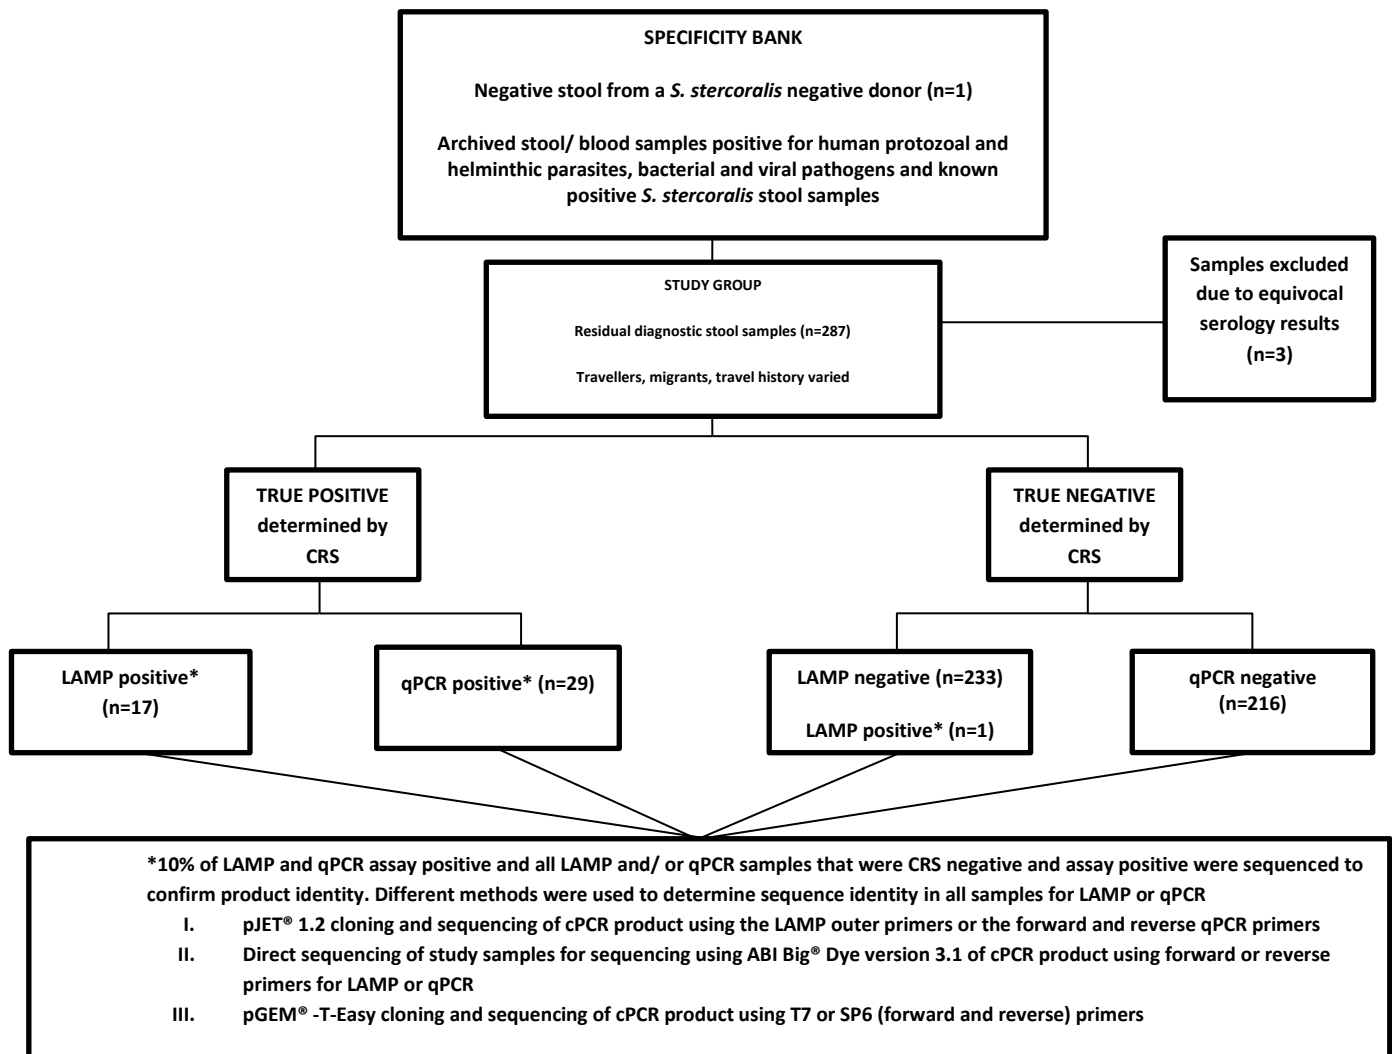 SPECIFICITY BANK
Negative stool from a S. stercoralis negative donor (n=1)
Archived stool/ blood samples positive for human protozoal and
helminthic parasites, bacterial and viral pathogens and known
positive S. stercoralis stool samples
STUDY GROUP
Residual diagnostic stool samples (n=287)
Travellers, migrants, travel history varied
Samples excluded
due to equivocal
serology results
(n=3)
TRUE POSITIVE
determined by
CRS
TRUE NEGATIVE
determined by
CRS
LAMP positive*
(n=17)
qPCR positive* (n=29)
LAMP negative (n=233)
LAMP positive* (n=1)
qPCR negative
(n=216)
*10% of LAMP and qPCR assay positive and all LAMP and/ or qPCR samples that were CRS negative and assay positive were sequenced to
confirm product identity. Different methods were used to determine sequence identity in all samples for LAMP or qPCR
I. pJET® 1.2 cloning and sequencing of cPCR product using the LAMP outer primers or the forward and reverse qPCR primers
II. Direct sequencing of study samples for sequencing using ABI Big® Dye version 3.1 of cPCR product using forward or reverse
primers for LAMP or qPCR
III. pGEM® -T-Easy cloning and sequencing of cPCR product using T7 or SP6 (forward and reverse) primers